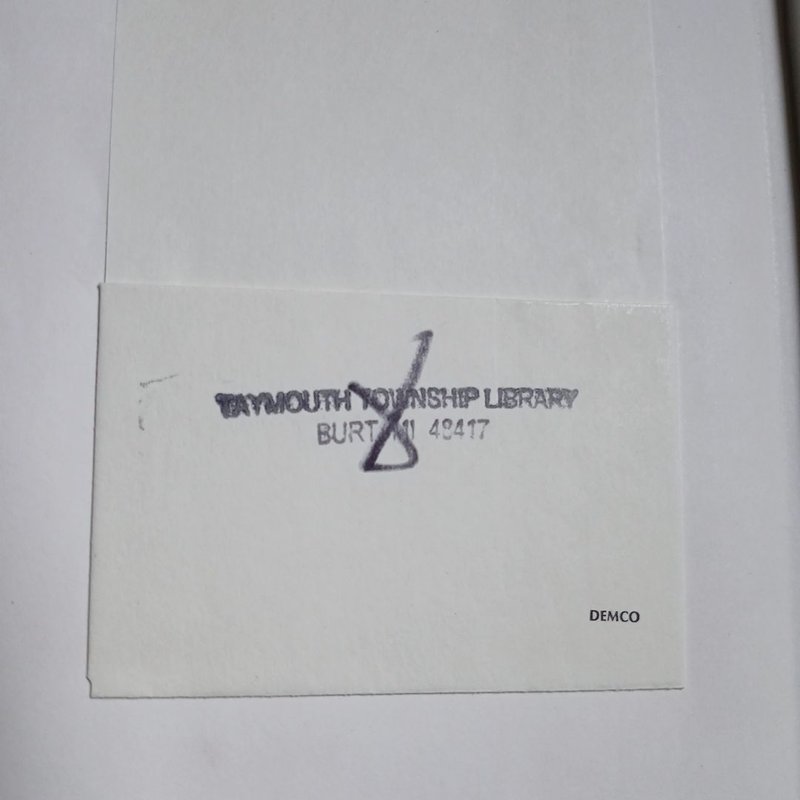 TAYMOUTH TOWNSHIP LIBRARY
BURT, MI 48417
DEMCO